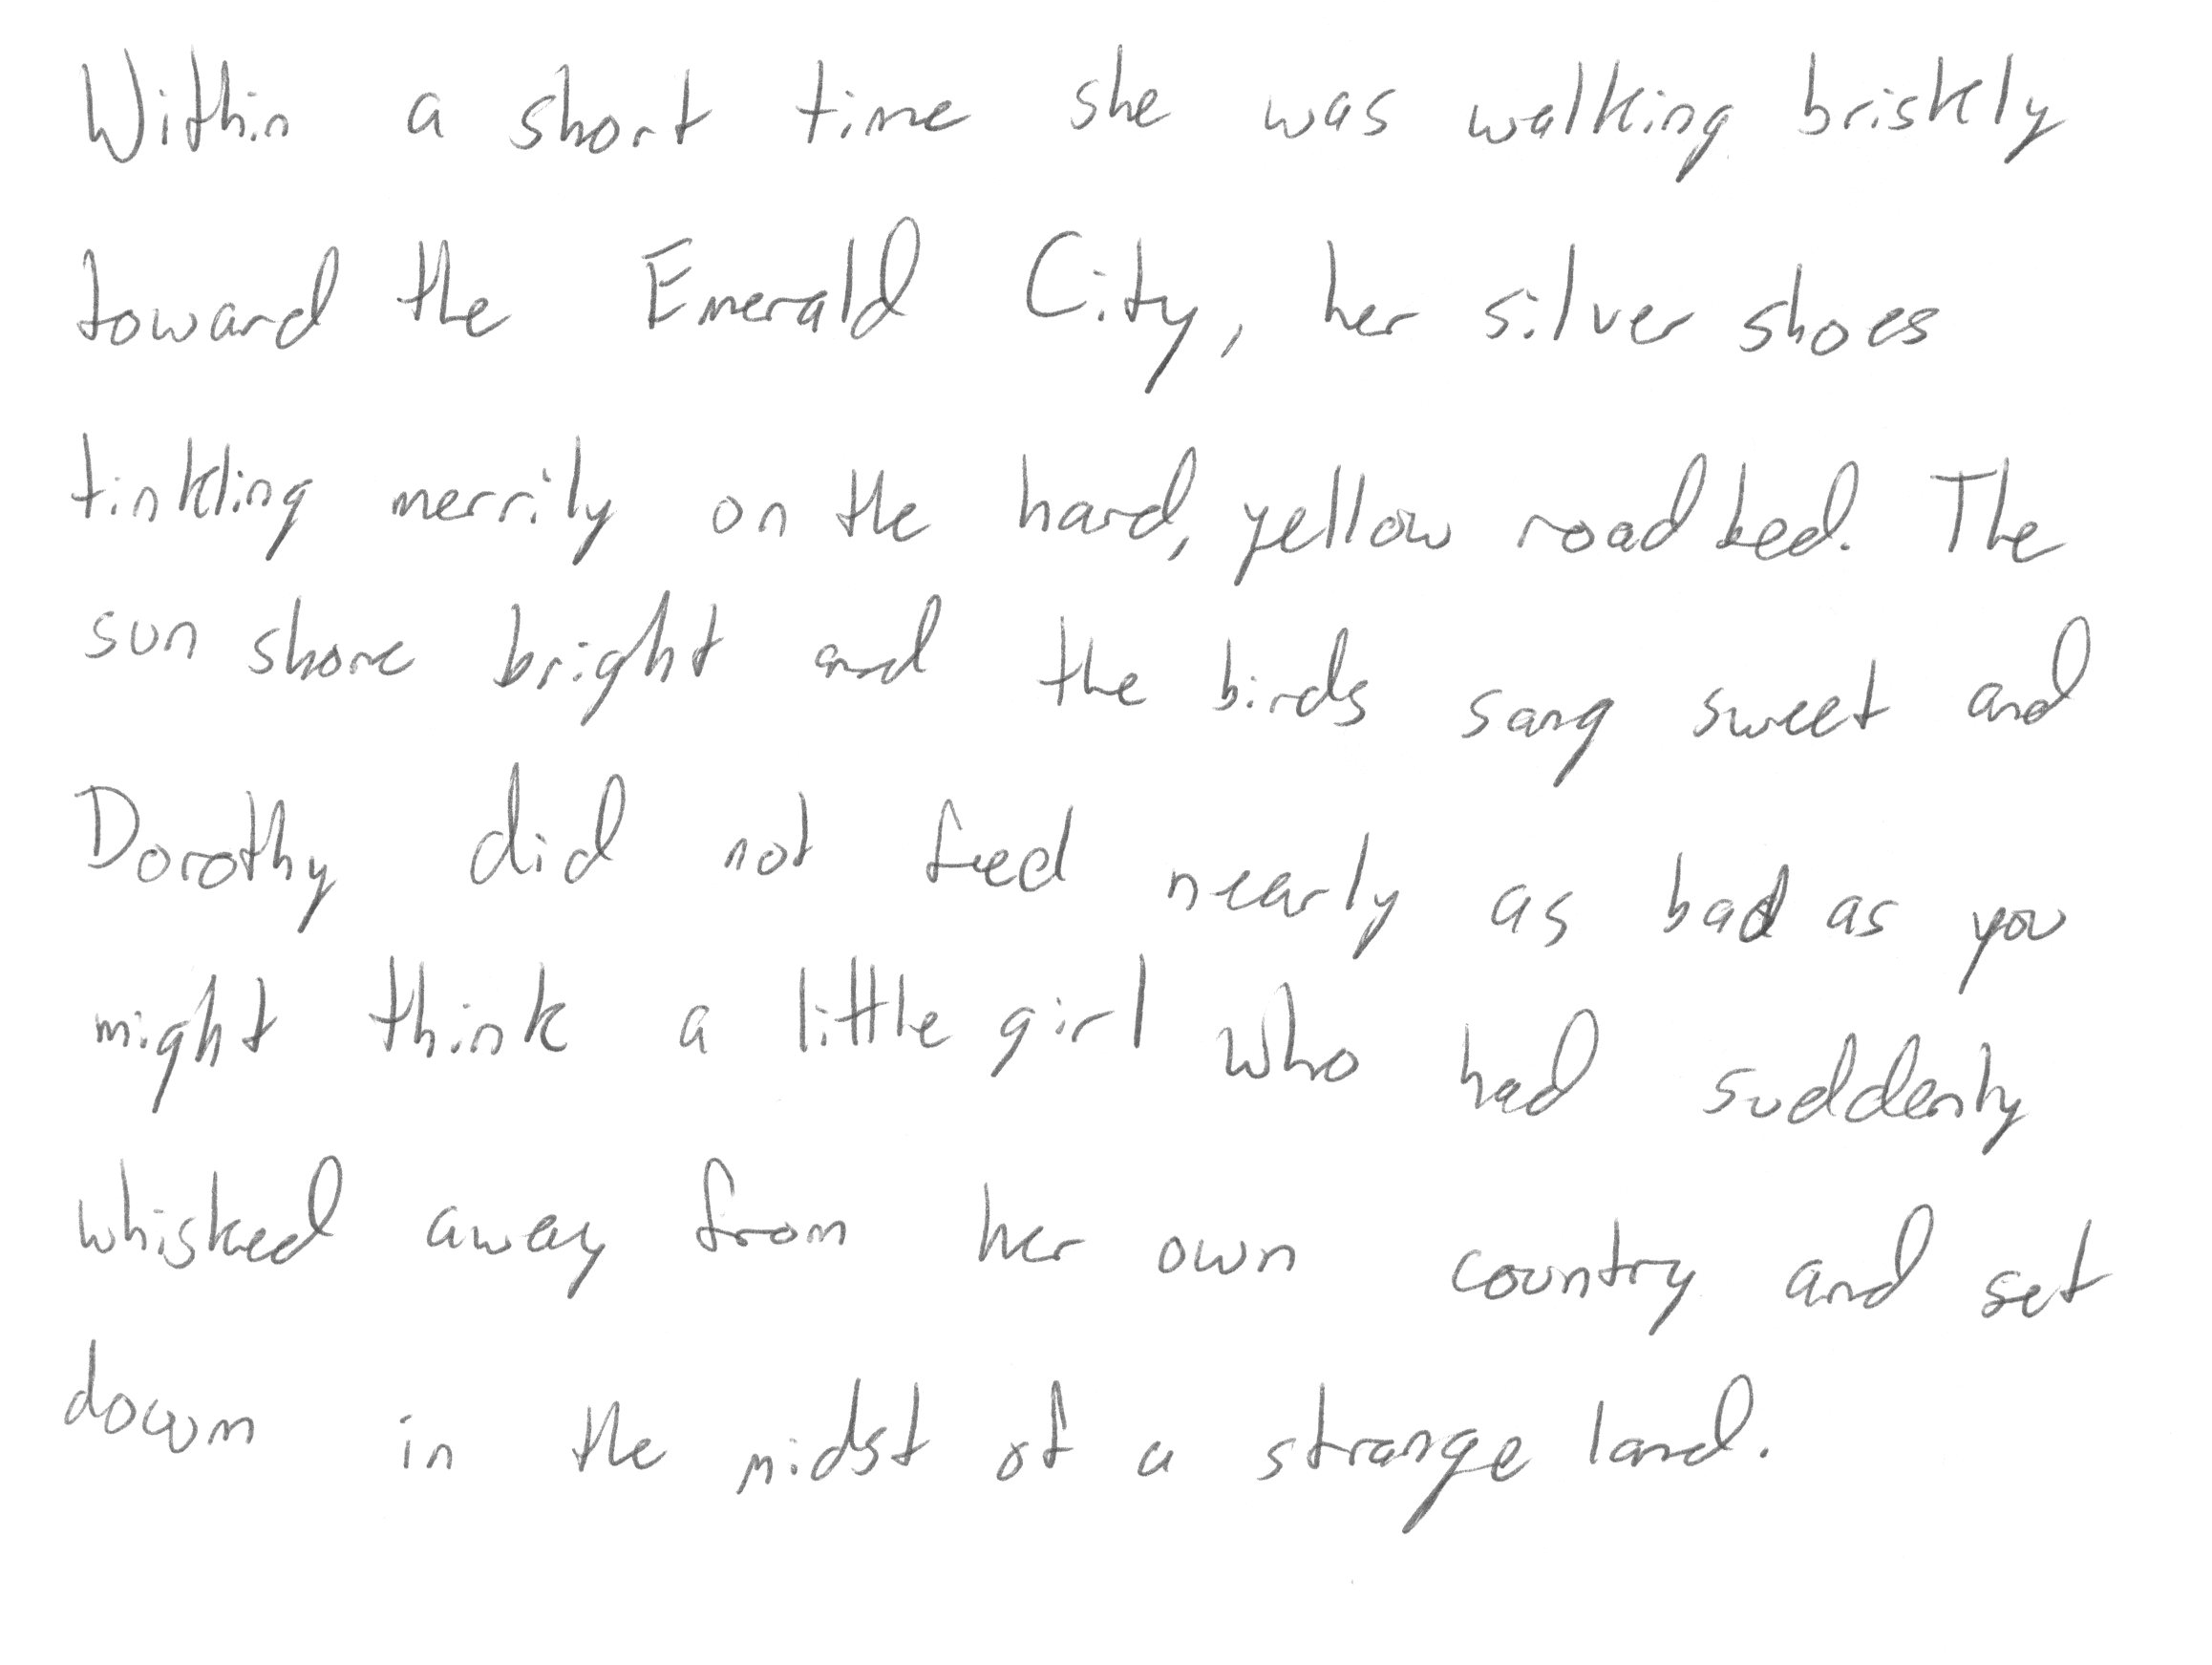 Within a short time she was walking briskly
toward the Emerald City, her silver shoes
tinkling merrily on the hard, yellow roadbed. The
sun shone bright and the birds sang sweet and
Dorothy did not feel nearly as bad as you
might think a little girl who had suddenly
whisked away from her own country and set
down in the midst of a strange land.